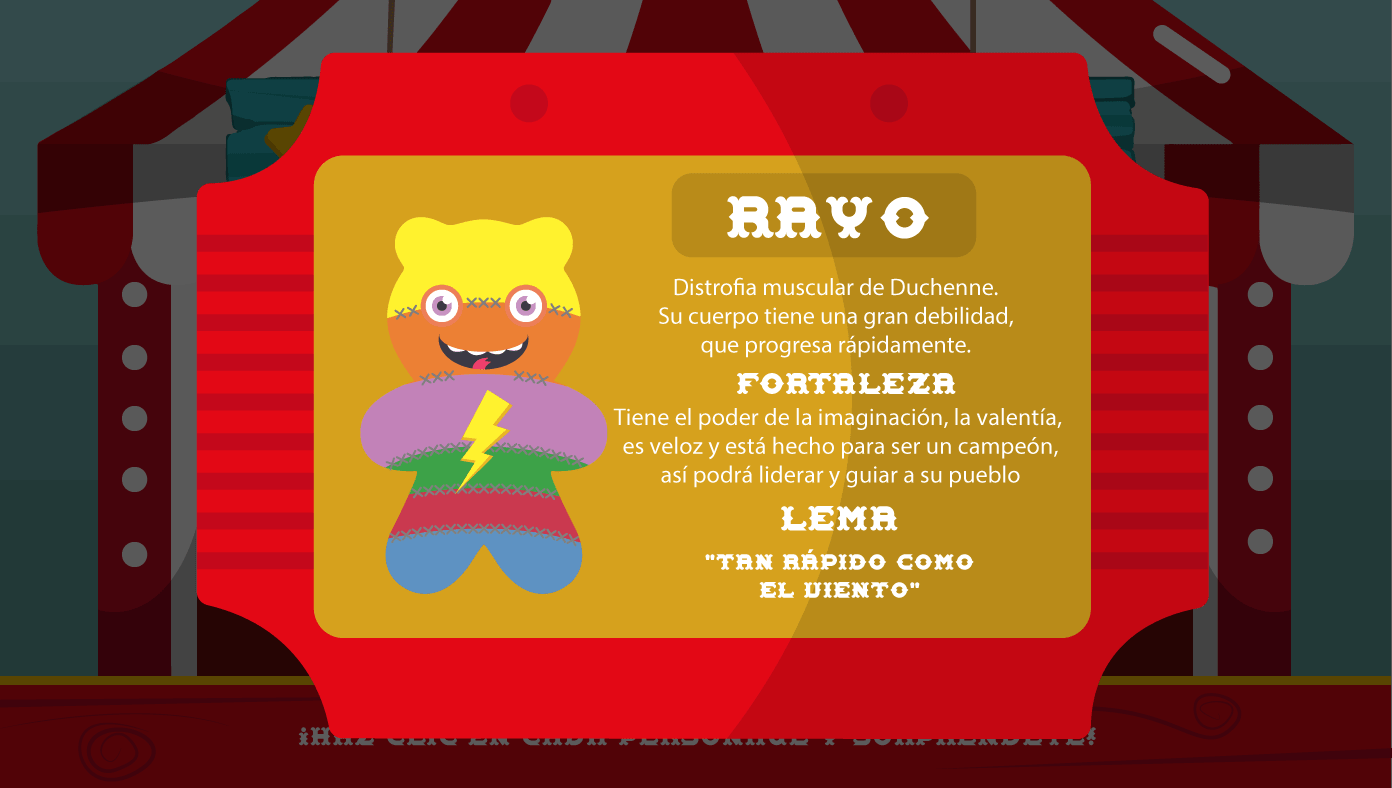 RAYO
Distrofia muscular de Duchenne.
Su cuerpo tiene una gran debilidad,
que progresa rápidamente.
FORTALEZA
Tiene el poder de la imaginación, la valentía,
es veloz y está hecho para ser un campeón,
así podrá liderar y guiar a su pueblo
LEMA
"TAN RÁPIDO COMO
EL VIENTO"
¡HAZ CLIC EN CADA PERSONAJE Y SORPRÉNDETE!